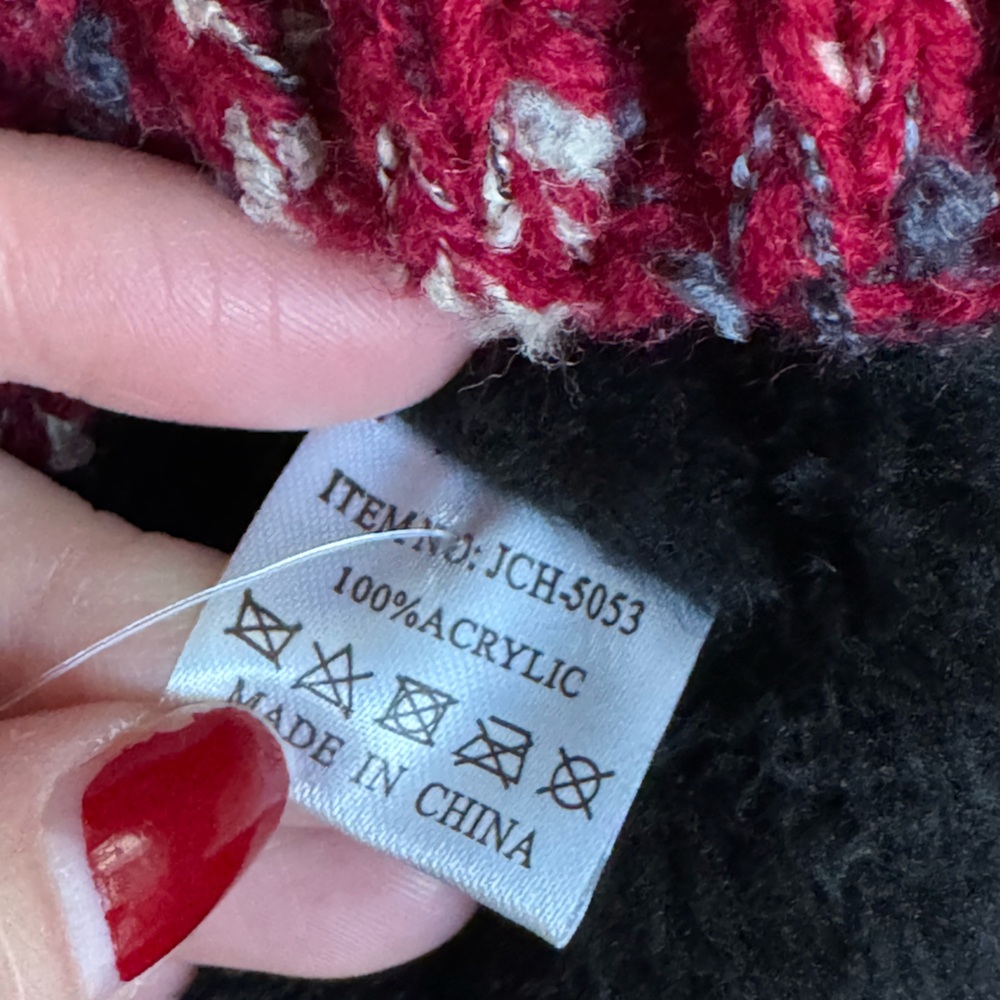 ITEM NO: JCH-5053
100%ACRYLIC
MADE IN CHINA